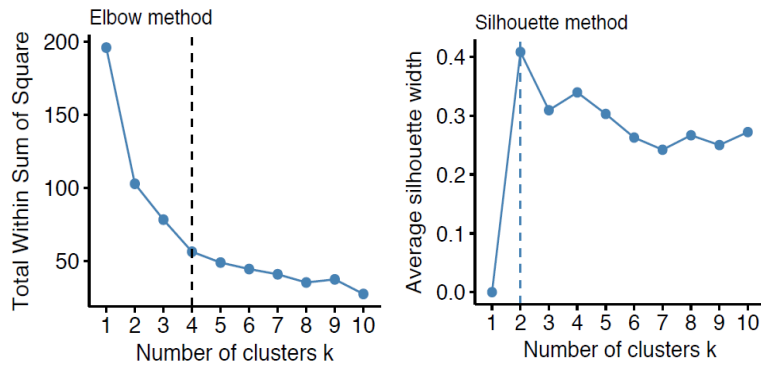 Elbow method
Total Within Sum of Square
200
150
100
50
1 2 3 4 5 6 7 8 9 10
Number of clusters k
Silhouette method
Average silhouette width
0.4
0.3
0.2
0.1
0.0
1 2 3 4 5 6 7 8 9 10
Number of clusters k